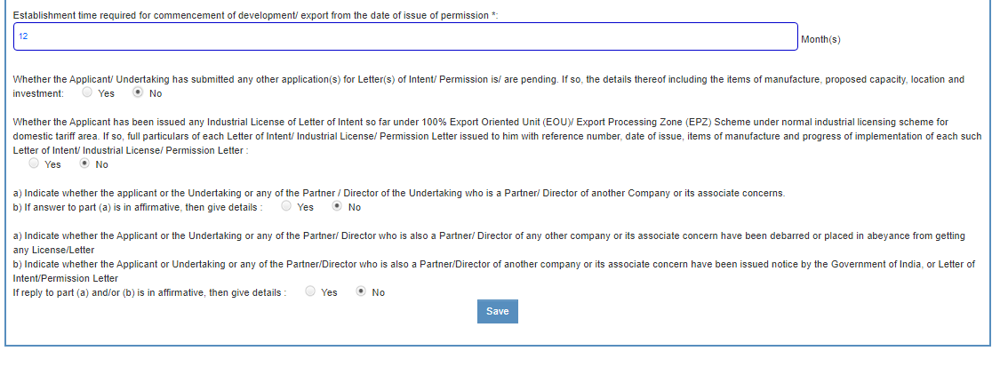 Establishment time required for commencement of development/ export from the date of issue of permission *:
12
Month(s)
Whether the Applicant/ Undertaking has submitted any other application(s) for Letter(s) of Intent/ Permission is/ are pending. If so, the details thereof including the items of manufacture, proposed capacity, location and
investment: Yes No
Whether the Applicant has been issued any Industrial License of Letter of Intent so far under 100% Export Oriented Unit (EOU)/ Export Processing Zone (EPZ) Scheme under normal industrial licensing scheme for
domestic tariff area. If so, full particulars of each Letter of Intent/ Industrial License/ Permission Letter issued to him with reference number, date of issue, items of manufacture and progress of implementation of each such
Letter of Intent/ Industrial License/ Permission Letter :
Yes No
a) Indicate whether the applicant or the Undertaking or any of the Partner / Director of the Undertaking who is a Partner/ Director of another Company or its associate concerns.
b) If answer to part (a) is in affirmative, then give details : Yes No
a) Indicate whether the Applicant or the Undertaking or any of the Partner/ Director who is also a Partner/ Director of any other company or its associate concern have been debarred or placed in abeyance from getting
any License/Letter
b) Indicate whether the Applicant or Undertaking or any of the Partner/Director who is also a Partner/Director of another company or its associate concern have been issued notice by the Government of India, or Letter of
Intent/Permission Letter
If reply to part (a) and/or (b) is in affirmative, then give details : Yes No
Save